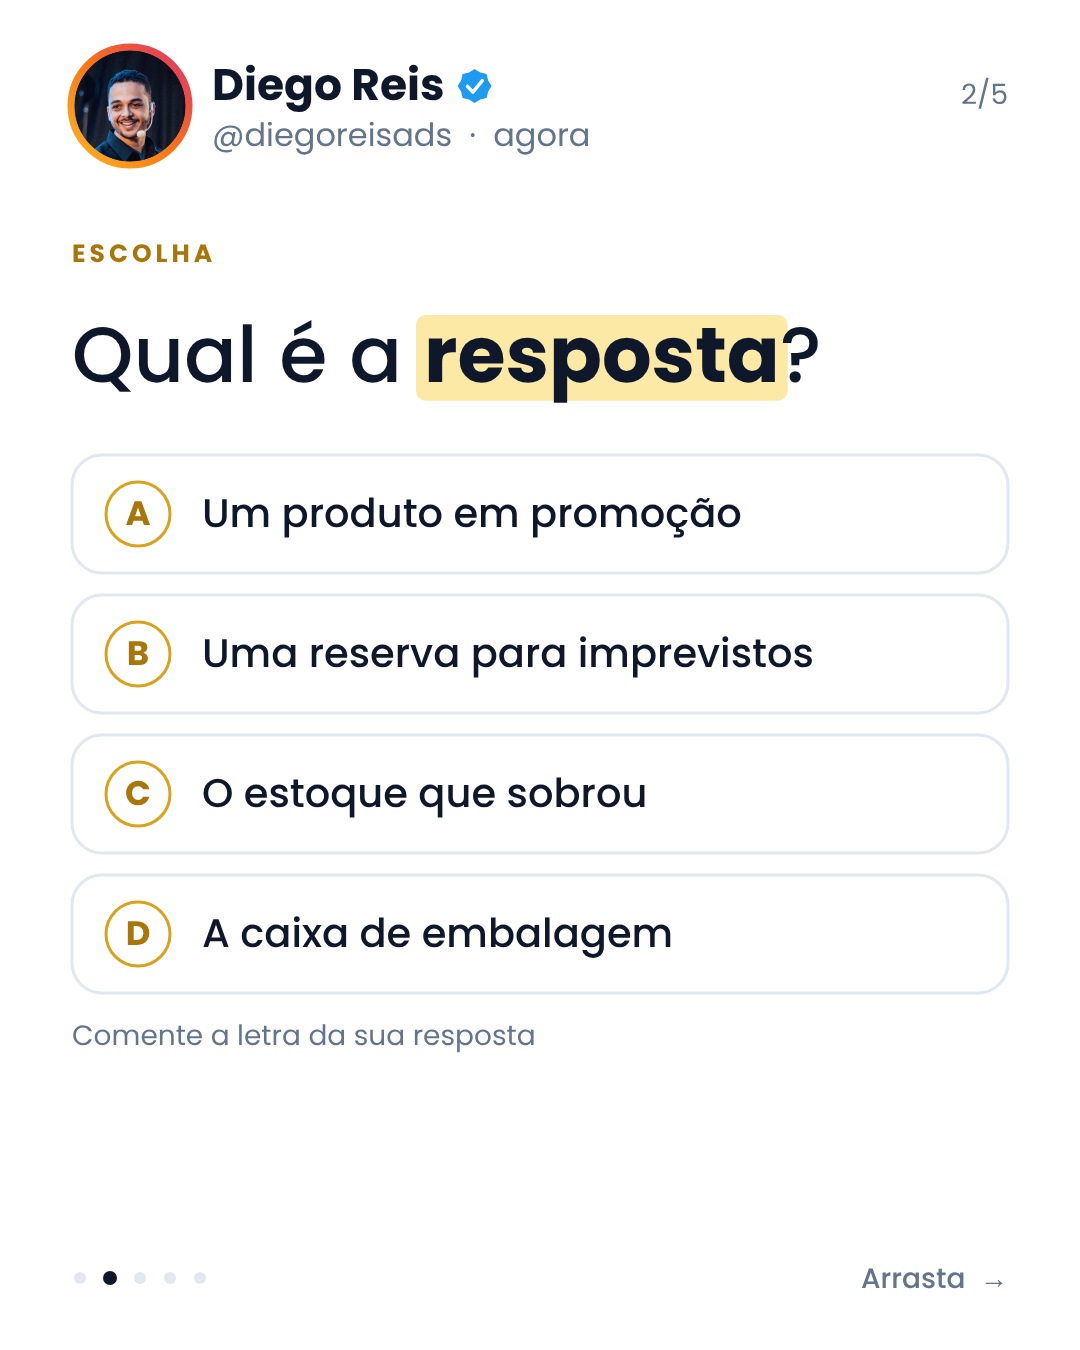 Diego Reis
2/5
@diegoreisads · agora
ESCOLHA
Qual é a resposta?
A Um produto em promoção
B Uma reserva para imprevistos
C O estoque que sobrou
D A caixa de embalagem
Comente a letra da sua resposta
Arrasta →